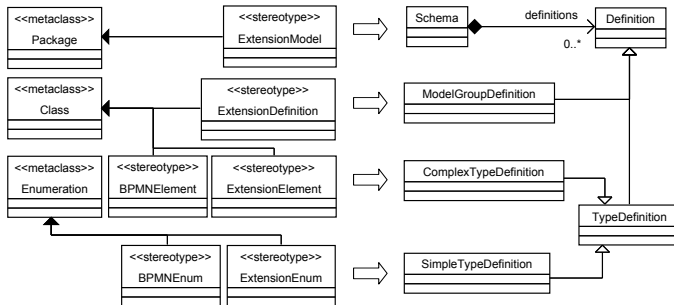 <<metaclass>>
Package
<<stereotype>>
ExtensionModel
Schema
definitions
0..*
Definition
<<metaclass>>
Class
<<stereotype>>
ExtensionDefinition
ModelGroupDefinition
<<metaclass>>
Enumeration
<<stereotype>>
BPMNElement
<<stereotype>>
ExtensionElement
ComplexTypeDefinition
TypeDefinition
<<stereotype>>
BPMNEnum
<<stereotype>>
ExtensionEnum
SimpleTypeDefinition